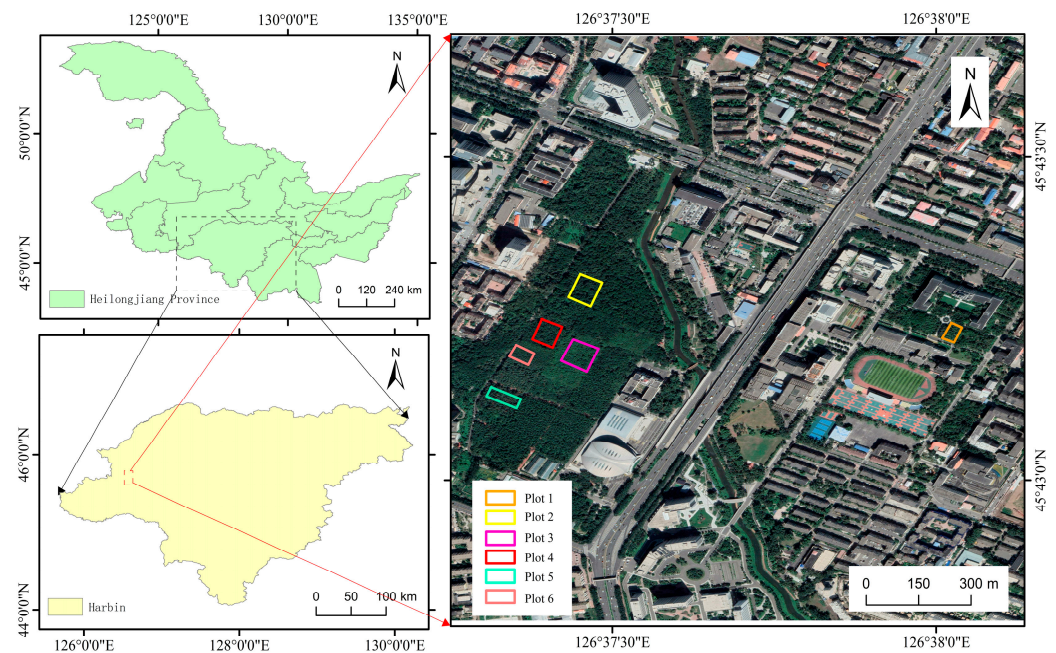 125°0'0"E 130°0'0"E 135°0'0"E
50°0'0"N
45°0'0"N
N
Heilongjiang Province
0 120 240 km
N
46°0'0"N
44°0'0"N
Harbin
0 50 100 km
126°0'0"E 128°0'0"E 130°0'0"E
126°37'30"E 126°38'0"E
N
45°43'30"N
45°43'0"N
Plot 1
Plot 2
Plot 3
Plot 4
Plot 5
Plot 6
0 150 300 m
126°37'30"E 126°38'0"E